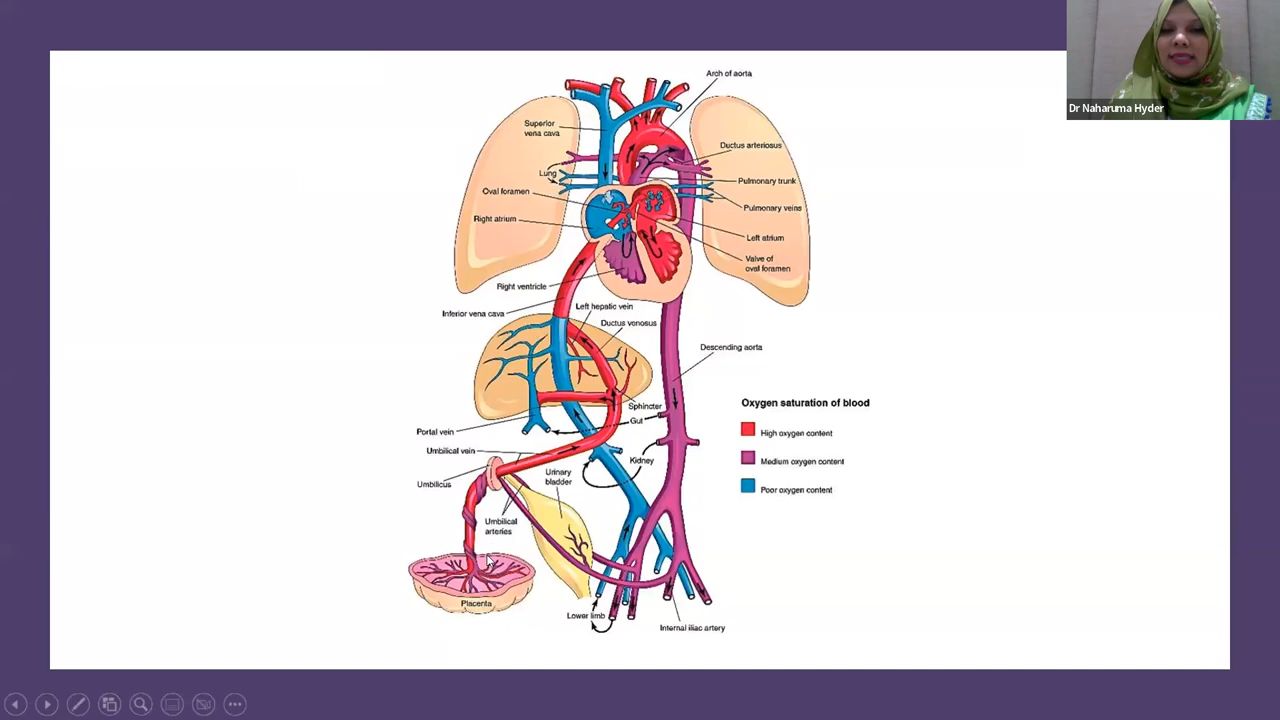 Dr Naharuma Hyder
Arch of aorta
Superior
vena cava
Ductus arteriosus
Lung
Pulmonary trunk
Oval foramen
Pulmonary veins
Right atrium
Left atrium
Valve of
oval foramen
Right ventricle
Left hepatic vein
Inferior vena cava
Ductus venosus
Descending aorta
Oxygen saturation of blood
High oxygen content
Medium oxygen content
Poor oxygen content
Sphincter
Gut
Portal vein
Umbilical vein
Kidney
Urinary
bladder
Umbilicus
Umbilical
arteries
Placenta
Lower limb
Internal iliac artery